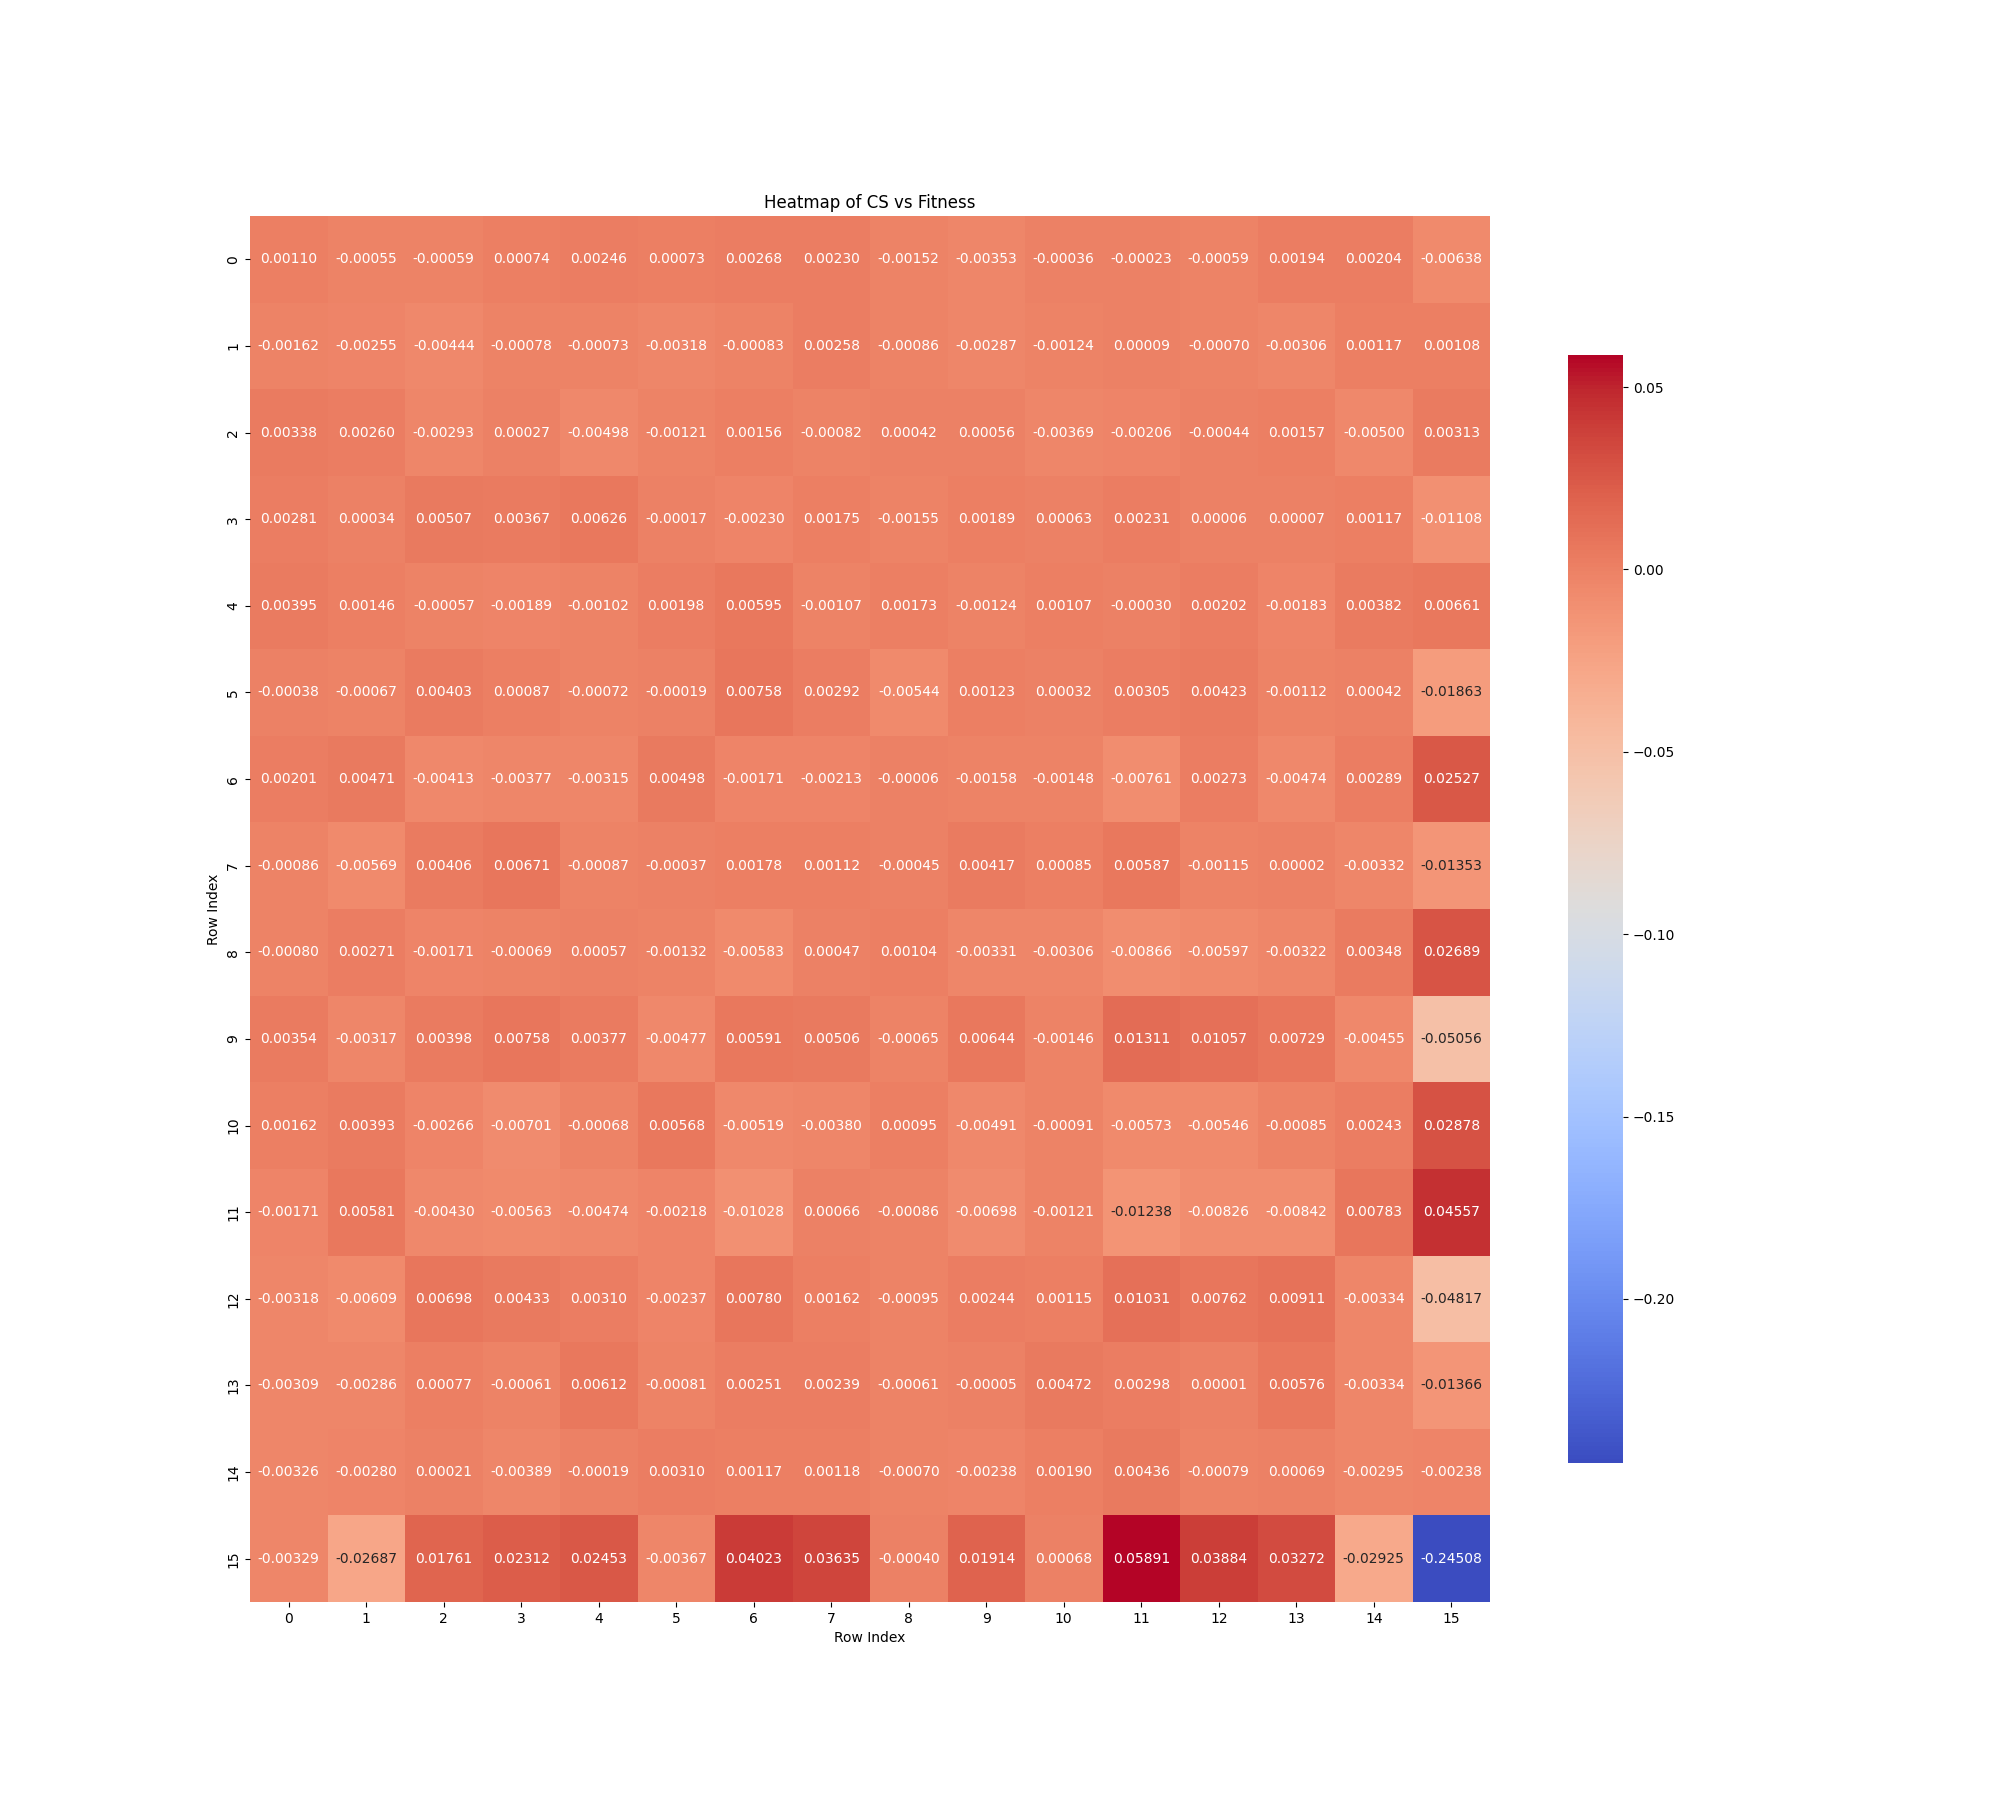 Heatmap of CS vs Fitness
0 0.00110 -0.00055 -0.00059 0.00074 0.00246 0.00073 0.00268 0.00230 -0.00152 -0.00353 -0.00036 -0.00023 -0.00059 0.00194 0.00204 -0.00638
1 -0.00162 -0.00255 -0.00444 -0.00078 -0.00073 -0.00318 -0.00083 0.00258 -0.00086 -0.00287 -0.00124 0.00009 -0.00070 -0.00306 0.00117 0.00108
2 0.00338 0.00260 -0.00293 0.00027 -0.00498 -0.00121 0.00156 -0.00082 0.00042 0.00056 -0.00369 -0.00206 -0.00044 0.00157 -0.00500 0.00313
3 0.00281 0.00034 0.00507 0.00367 0.00626 -0.00017 -0.00230 0.00175 -0.00155 0.00189 0.00063 0.00231 0.00006 0.00007 0.00117 -0.01108
4 0.00395 0.00146 -0.00057 -0.00189 -0.00102 0.00198 0.00595 -0.00107 0.00173 -0.00124 0.00107 -0.00030 0.00202 -0.00183 0.00382 0.00661
5 -0.00038 -0.00067 0.00403 0.00087 -0.00072 -0.00019 0.00758 0.00292 -0.00544 0.00123 0.00032 0.00305 0.00423 -0.00112 0.00042 -0.01863
6 0.00201 0.00471 -0.00413 -0.00377 -0.00315 0.00498 -0.00171 -0.00213 -0.00006 -0.00158 -0.00148 -0.00761 0.00273 -0.00474 0.00289 0.02527
7 -0.00086 -0.00569 0.00406 0.00671 -0.00087 -0.00037 0.00178 0.00112 -0.00045 0.00417 0.00085 0.00587 -0.00115 0.00002 -0.00332 -0.01353
8 -0.00080 0.00271 -0.00171 -0.00069 0.00057 -0.00132 -0.00583 0.00047 0.00104 -0.00331 -0.00306 -0.00866 -0.00597 -0.00322 0.00348 0.02689
9 0.00354 -0.00317 0.00398 0.00758 0.00377 -0.00477 0.00591 0.00506 -0.00065 0.00644 -0.00146 0.01311 0.01057 0.00729 -0.00455 -0.05056
10 0.00162 0.00393 -0.00266 -0.00701 -0.00068 0.00568 -0.00519 -0.00380 0.00095 -0.00491 -0.00091 -0.00573 -0.00546 -0.00085 0.00243 0.02878
11 -0.00171 0.00581 -0.00430 -0.00563 -0.00474 -0.00218 -0.01028 0.00066 -0.00086 -0.00698 -0.00121 -0.01238 -0.00826 -0.00842 0.00783 0.04557
12 -0.00318 -0.00609 0.00698 0.00433 0.00310 -0.00237 0.00780 0.00162 -0.00095 0.00244 0.00115 0.01031 0.00762 0.00911 -0.00334 -0.04817
13 -0.00309 -0.00286 0.00077 -0.00061 0.00612 -0.00081 0.00251 0.00239 -0.00061 -0.00005 0.00472 0.00298 0.00001 0.00576 -0.00334 -0.01366
14 -0.00326 -0.00280 0.00021 -0.00389 -0.00019 0.00310 0.00117 0.00118 -0.00070 -0.00238 0.00190 0.00436 -0.00079 0.00069 -0.00295 -0.00238
15 -0.00329 -0.02687 0.01761 0.02312 0.02453 -0.00367 0.04023 0.03635 -0.00040 0.01914 0.00068 0.05891 0.03884 0.03272 -0.02925 -0.24508
0 1 2 3 4 5 6 7 8 9 10 11 12 13 14 15
Row Index
Row Index
0.05
0.00
−0.05
−0.10
−0.15
−0.20